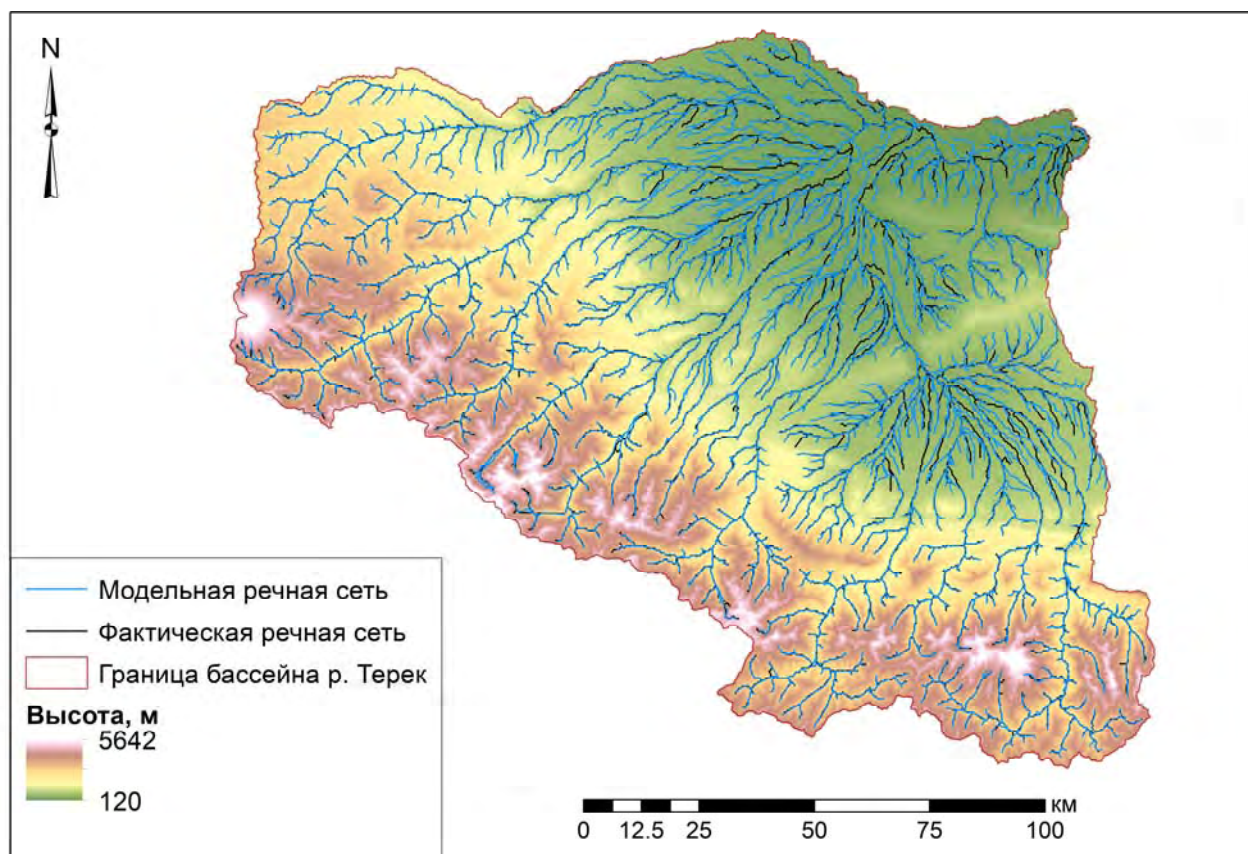 N
Модельная речная сеть
Фактическая речная сеть
Граница бассейна р. Терек
Высота, м
5642
120
км
0 12.5 25 50 75 100